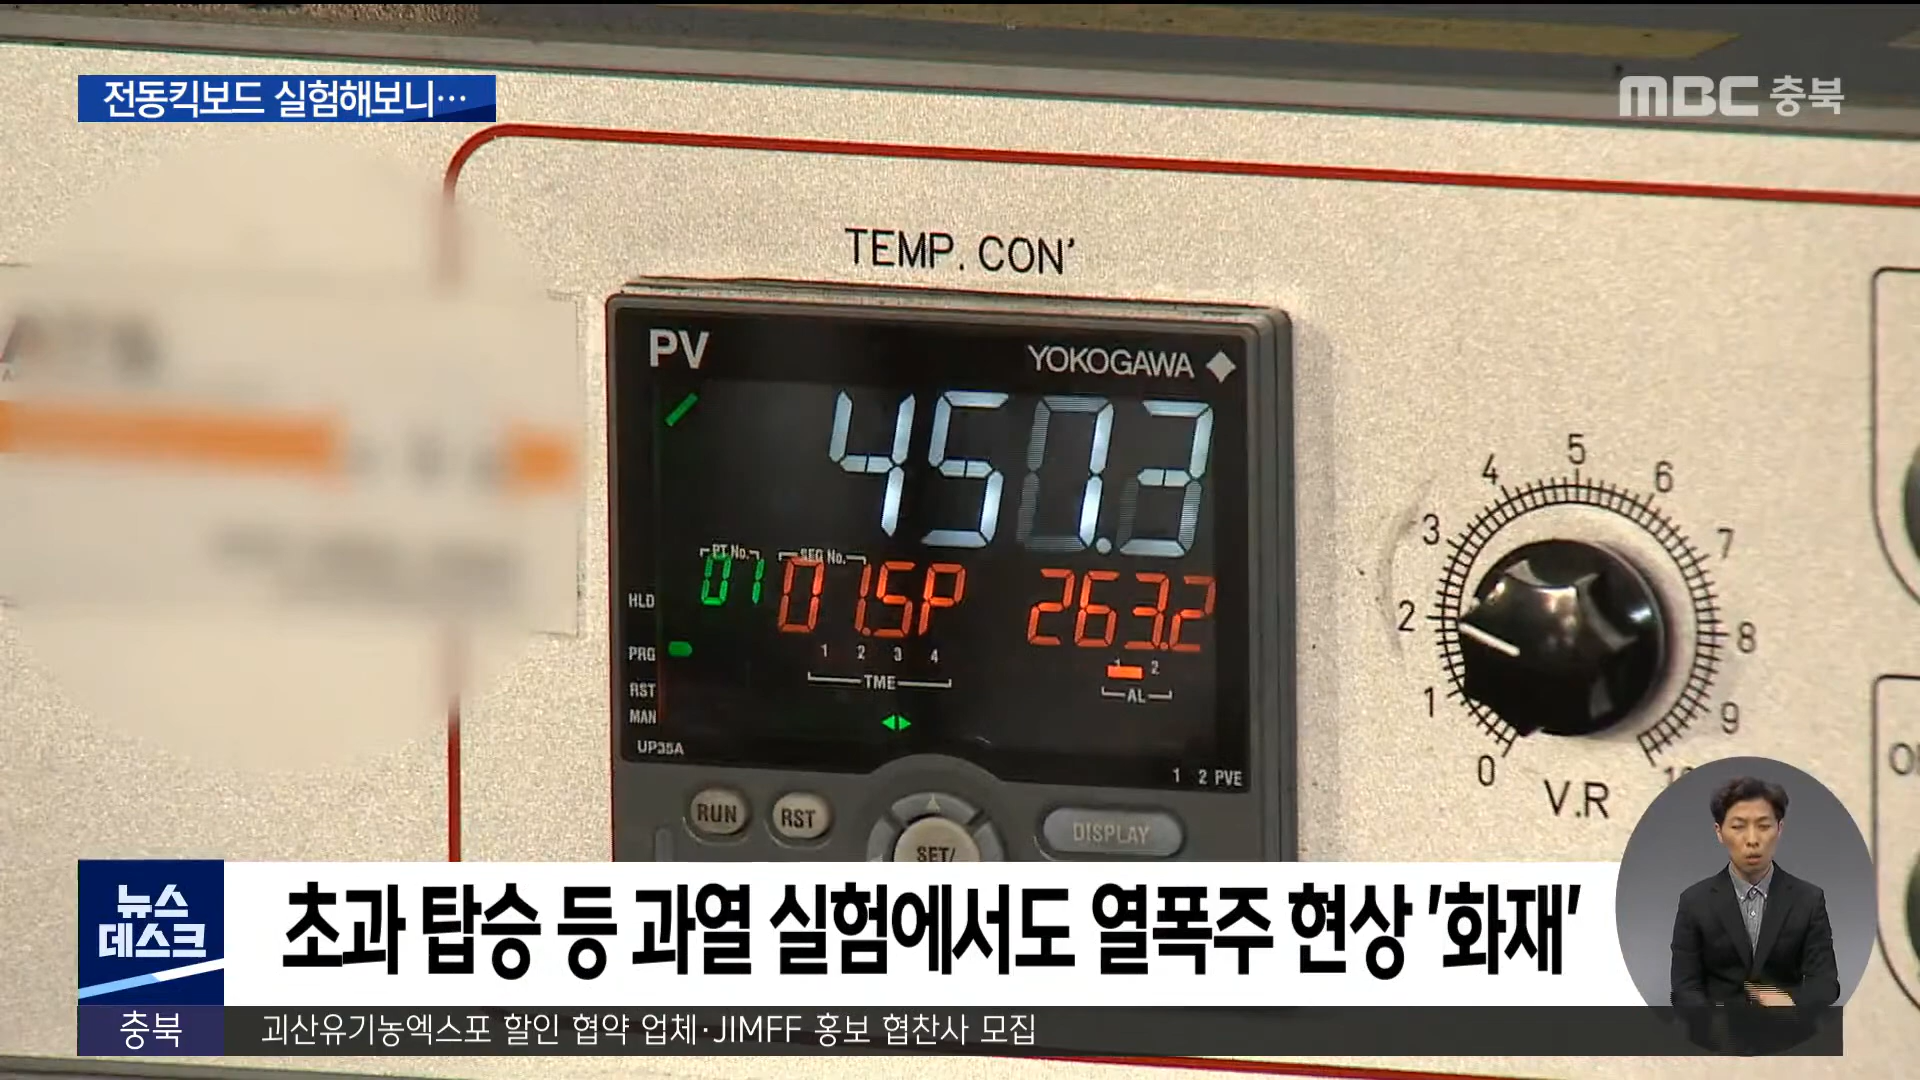 전동킥보드 실험해보니…
MBC 충북
TEMP. CON'
PV
YOKOGAWA
457.3
PT No. SEG No.
01 01.SP 263.2
HLD
PRG
RST
MAN
1 2 3 4
TME
1 2
AL
UP35A
1 2 PVE
RUN RST
SET/
DISPLAY
0 1 2 3 4 5 6 7 8 9
V.R
뉴스
데스크
초과 탑승 등 과열 실험에서도 열폭주 현상 '화재'
충북
괴산유기농엑스포 할인 협약 업체·JIMFF 홍보 협찬사 모집